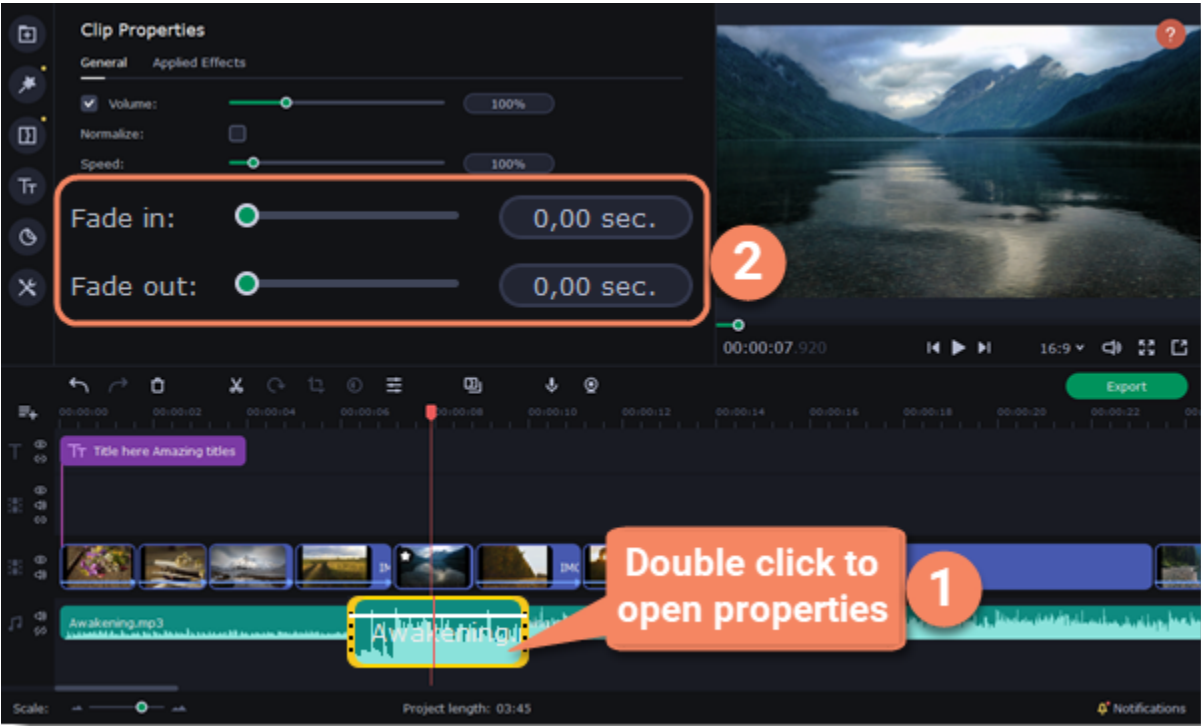 Clip Properties
General Applied Effects
Volume: 100%
Normalize:
Speed: 100%
Fade in: 0,00 sec.
Fade out: 0,00 sec.
2
?
00:00:07.920
16:9
Export
00:00:00 00:00:02 00:00:04 00:00:06 00:00:08 00:00:10 00:00:12 00:00:14 00:00:16 00:00:18 00:00:20 00:00:22
Tт Title here Amazing titles
Double click to
open properties
1
Awakening.mp3
Awakening.
Scale:
Project length: 03:45
Notifications